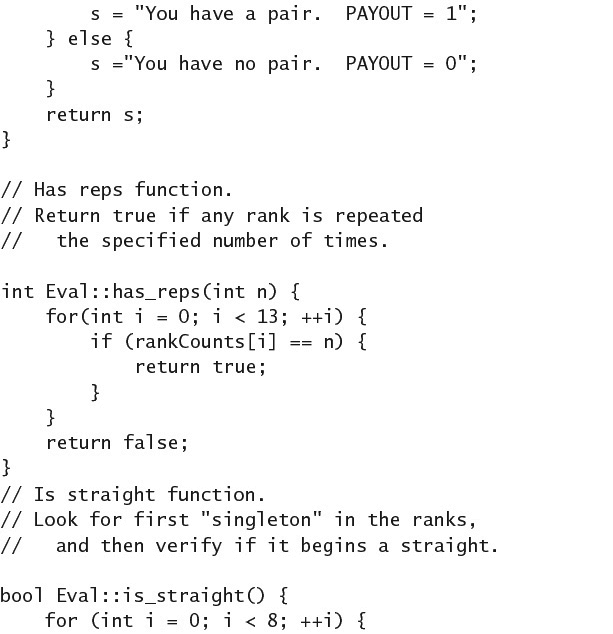 s = "You have a pair.  PAYOUT = 1";
    } else {
        s ="You have no pair.  PAYOUT = 0";
    }
    return s;
}

// Has reps function.
// Return true if any rank is repeated
//   the specified number of times.

int Eval::has_reps(int n) {
    for(int i = 0; i < 13; ++i) {
        if (rankCounts[i] == n) {
            return true;
        }
    }
    return false;
}
// Is straight function.
// Look for first "singleton" in the ranks,
//   and then verify if it begins a straight.

bool Eval::is_straight() {
    for (int i = 0; i < 8; ++i) {